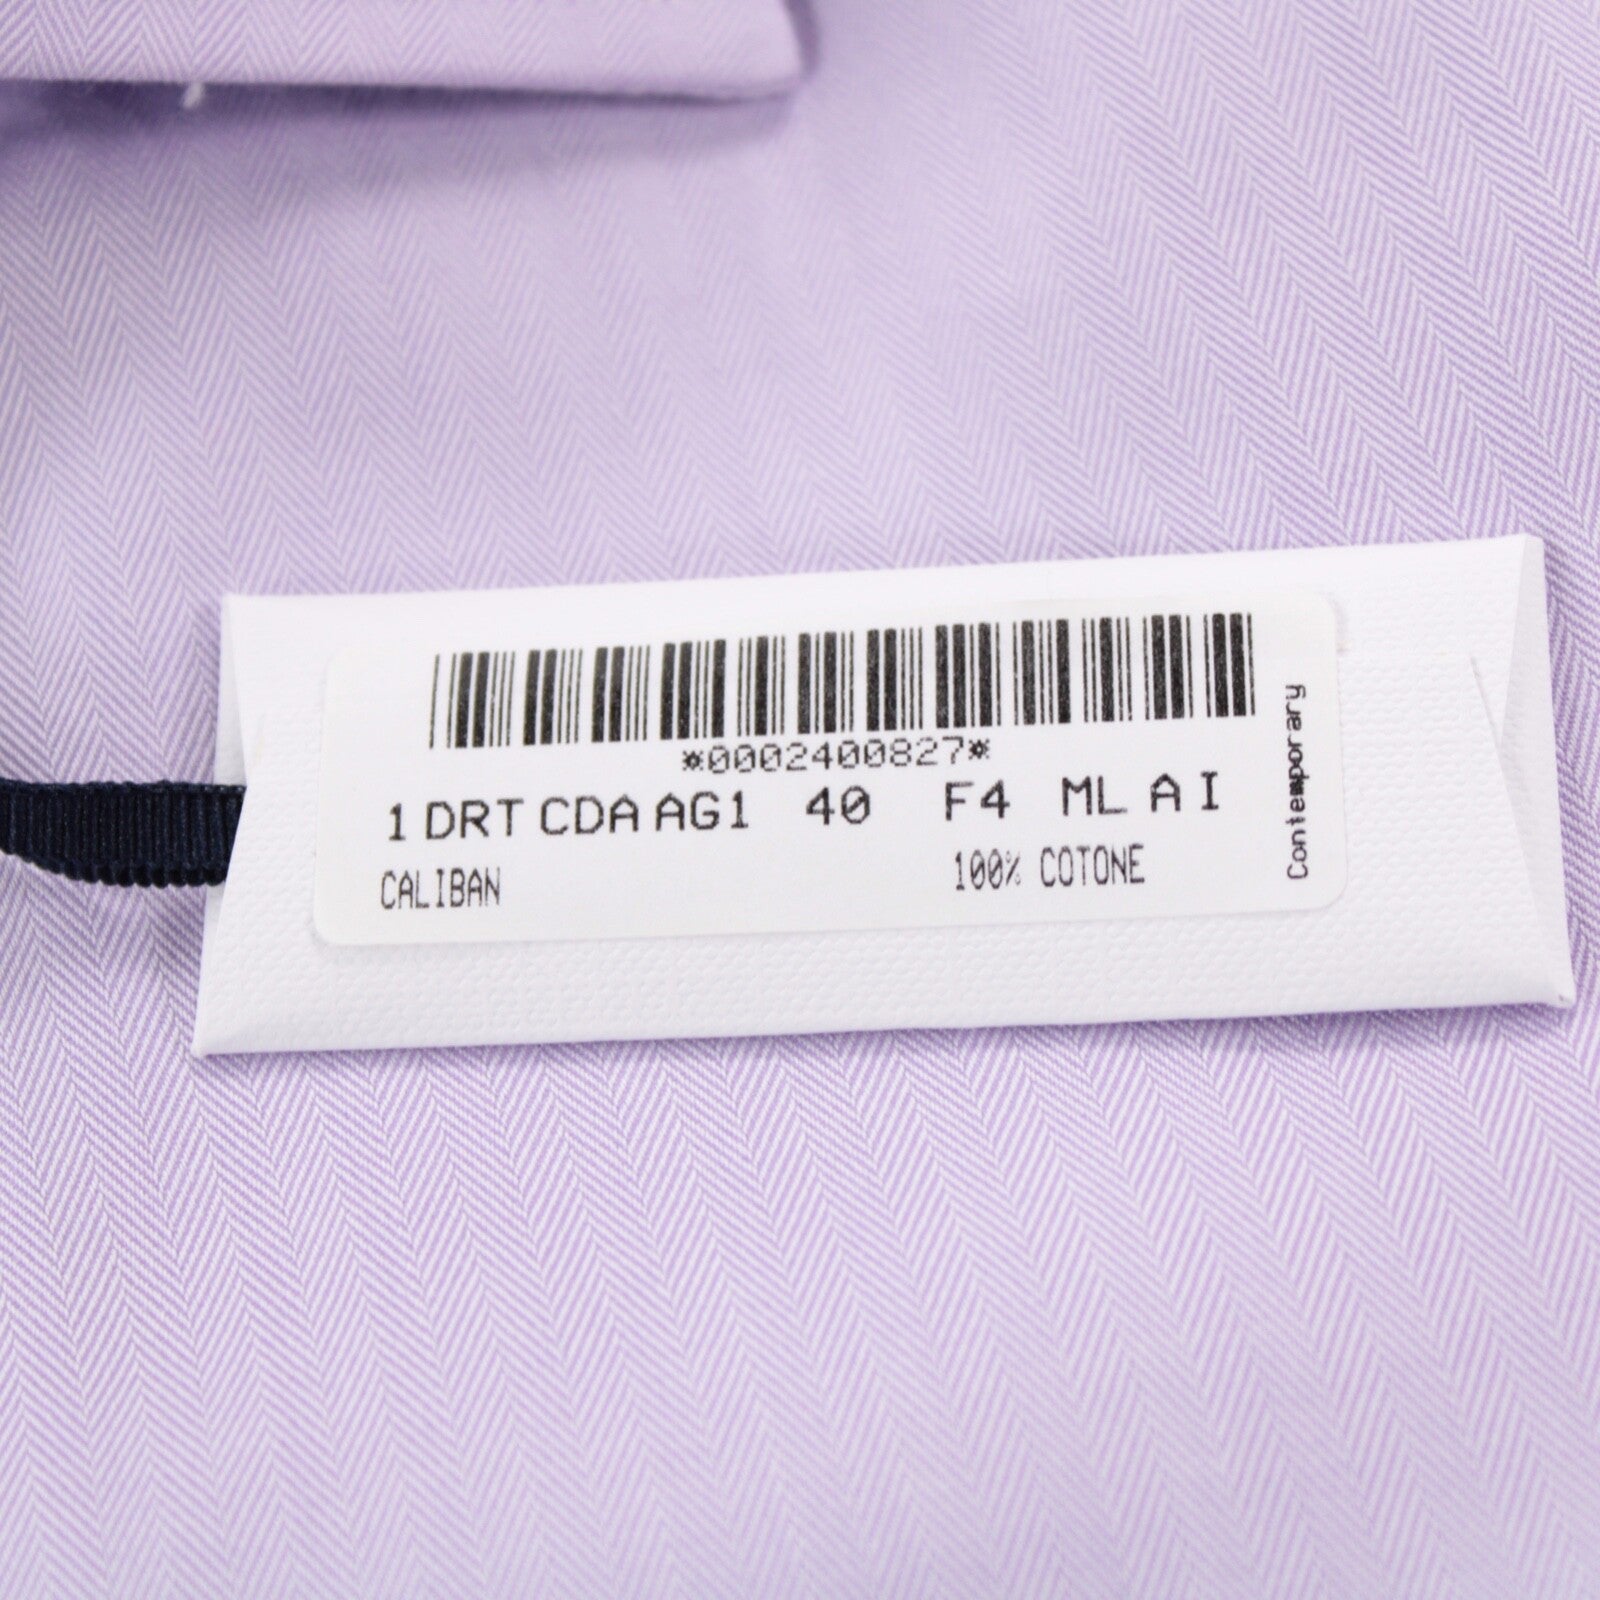 *0002400827*
1 DRT CDA AG1 40 F4 ML A I
CALIBAN 100% COTONE
Contemporary